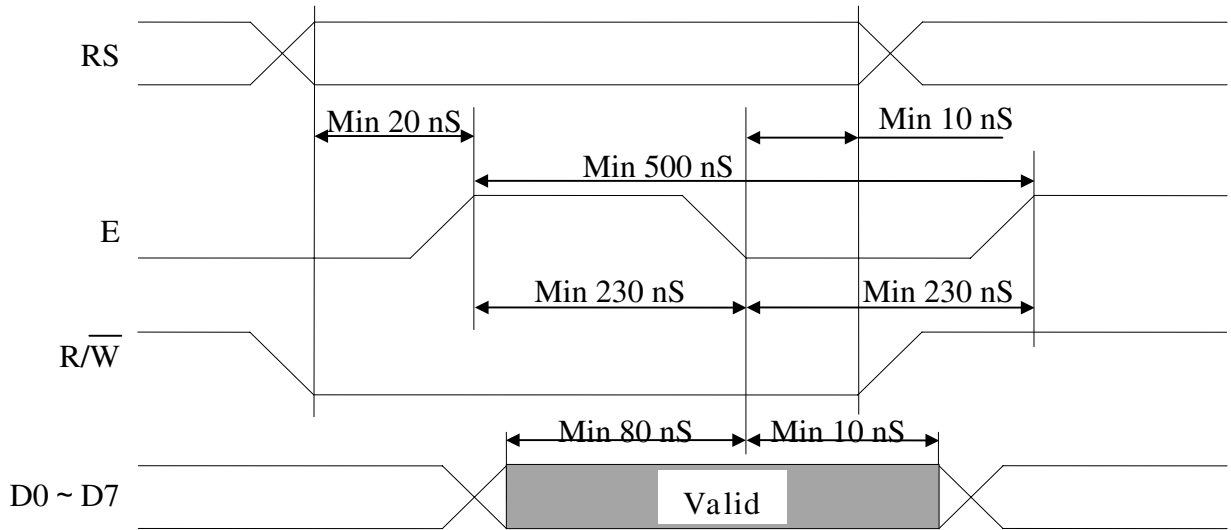 RS
Min 20 nS
Min 10 nS
Min 500 nS
E
Min 230 nS
Min 230 nS
R/W̅
Min 80 nS
Min 10 nS
D0 ~ D7
Valid